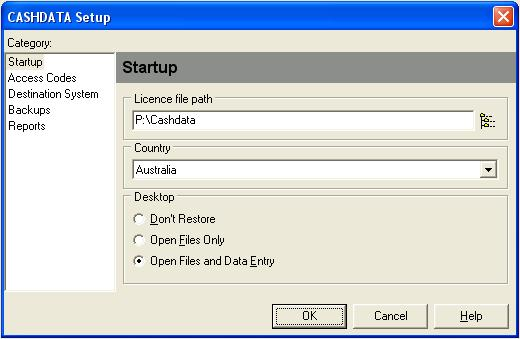 CASHDATA Setup
Category:
Startup
Access Codes
Destination System
Backups
Reports
Startup
Licence file path
P:\Cashdata
Country
Australia
Desktop
Don't Restore
Open Files Only
Open Files and Data Entry
OK
Cancel
Help